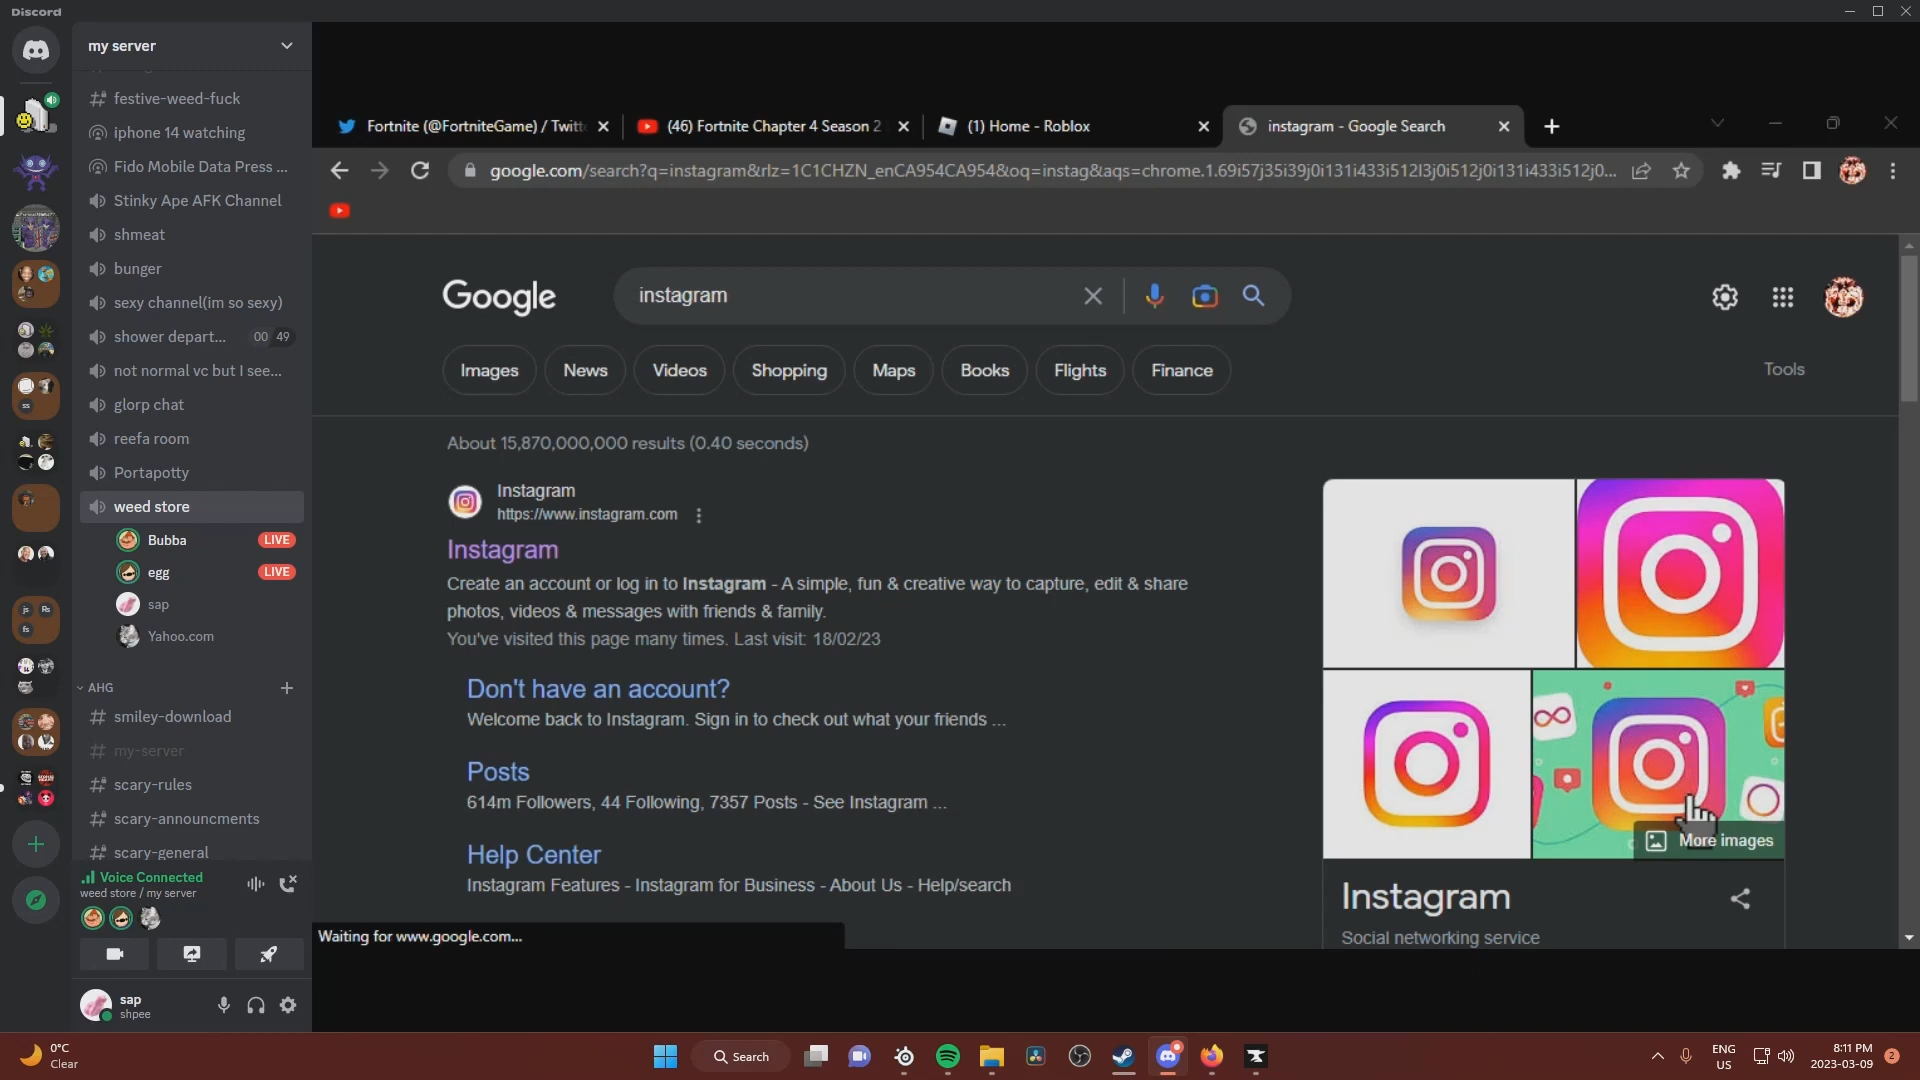 Discord
my server
festive-weed-fuck
iphone 14 watching
Fido Mobile Data Press ...
Stinky Ape AFK Channel
shmeat
bunger
sexy channel(im so sexy)
shower depart... 00 49
not normal vc but I see...
glorp chat
reefa room
Portapotty
weed store
Bubba LIVE
egg LIVE
sap
Yahoo.com
AHG
smiley-download
my-server
scary-rules
scary-announcments
scary-general
Voice Connected
weed store / my server
sap
shpee
js
Rs
fs
ss
Fortnite (@FortniteGame) / Twitt
(46) Fortnite Chapter 4 Season 2
(1) Home - Roblox
instagram - Google Search
google.com/search?q=instagram&rlz=1C1CHZN_enCA954CA954&oq=instag&aqs=chrome.1.69i57j35i39j0i131i433i512l3j0i512j0i131i433i512j0...
Google
instagram
Images
News
Videos
Shopping
Maps
Books
Flights
Finance
Tools
About 15,870,000,000 results (0.40 seconds)
Instagram
https://www.instagram.com
Instagram
Create an account or log in to Instagram - A simple, fun & creative way to capture, edit & share
photos, videos & messages with friends & family.
You've visited this page many times. Last visit: 18/02/23
Don't have an account?
Welcome back to Instagram. Sign in to check out what your friends ...
Posts
614m Followers, 44 Following, 7357 Posts - See Instagram ...
Help Center
Instagram Features - Instagram for Business - About Us - Help/search
More images
Instagram
Social networking service
Waiting for www.google.com...
0°C
Clear
Search
ENG
US
8:11 PM
2023-03-09
2